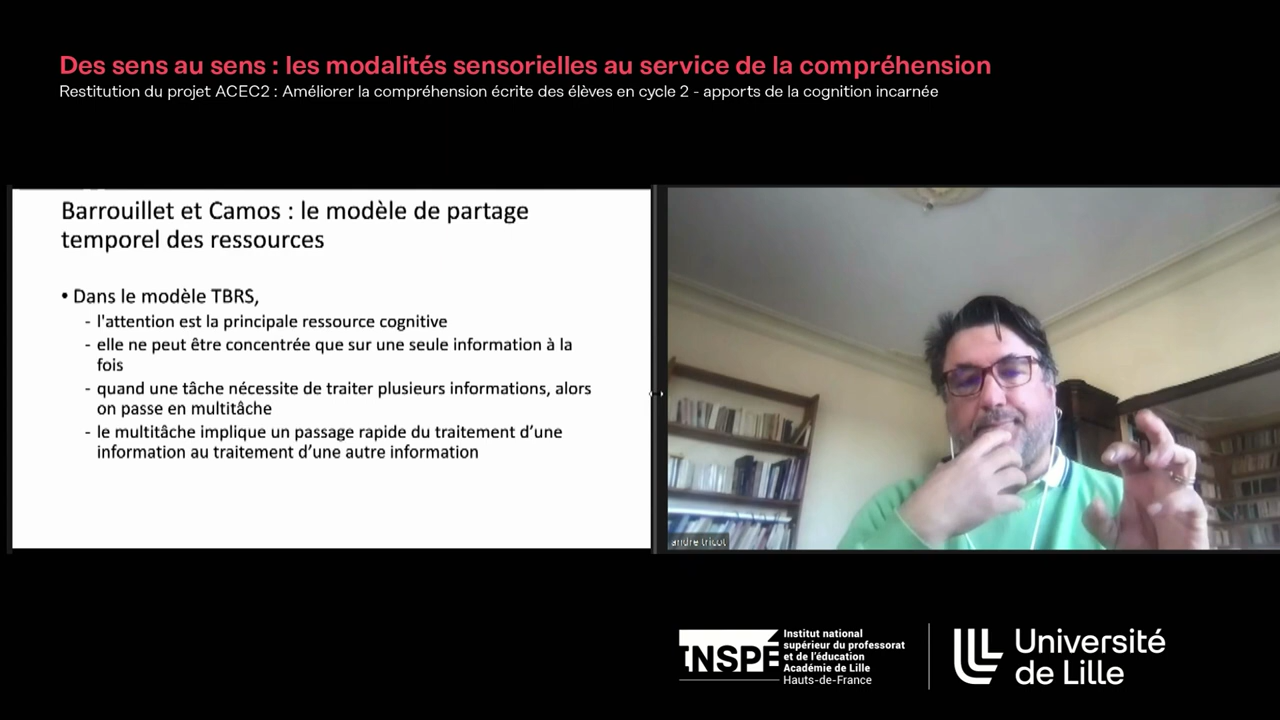 Des sens au sens : les modalités sensorielles au service de la compréhension
Restitution du projet ACEC2 : Améliorer la compréhension écrite des élèves en cycle 2 - apports de la cognition incarnée
Barrouillet et Camos : le modèle de partage
temporel des ressources
• Dans le modèle TBRS,
- l'attention est la principale ressource cognitive
- elle ne peut être concentrée que sur une seule information à la
fois
- quand une tâche nécessite de traiter plusieurs informations, alors
on passe en multitâche
- le multitâche implique un passage rapide du traitement d’une
information au traitement d’une autre information
andre tricot
INSPÉ
Institut national
supérieur du professorat
et de l'éducation
Académie de Lille
Hauts-de-France
Université
de Lille